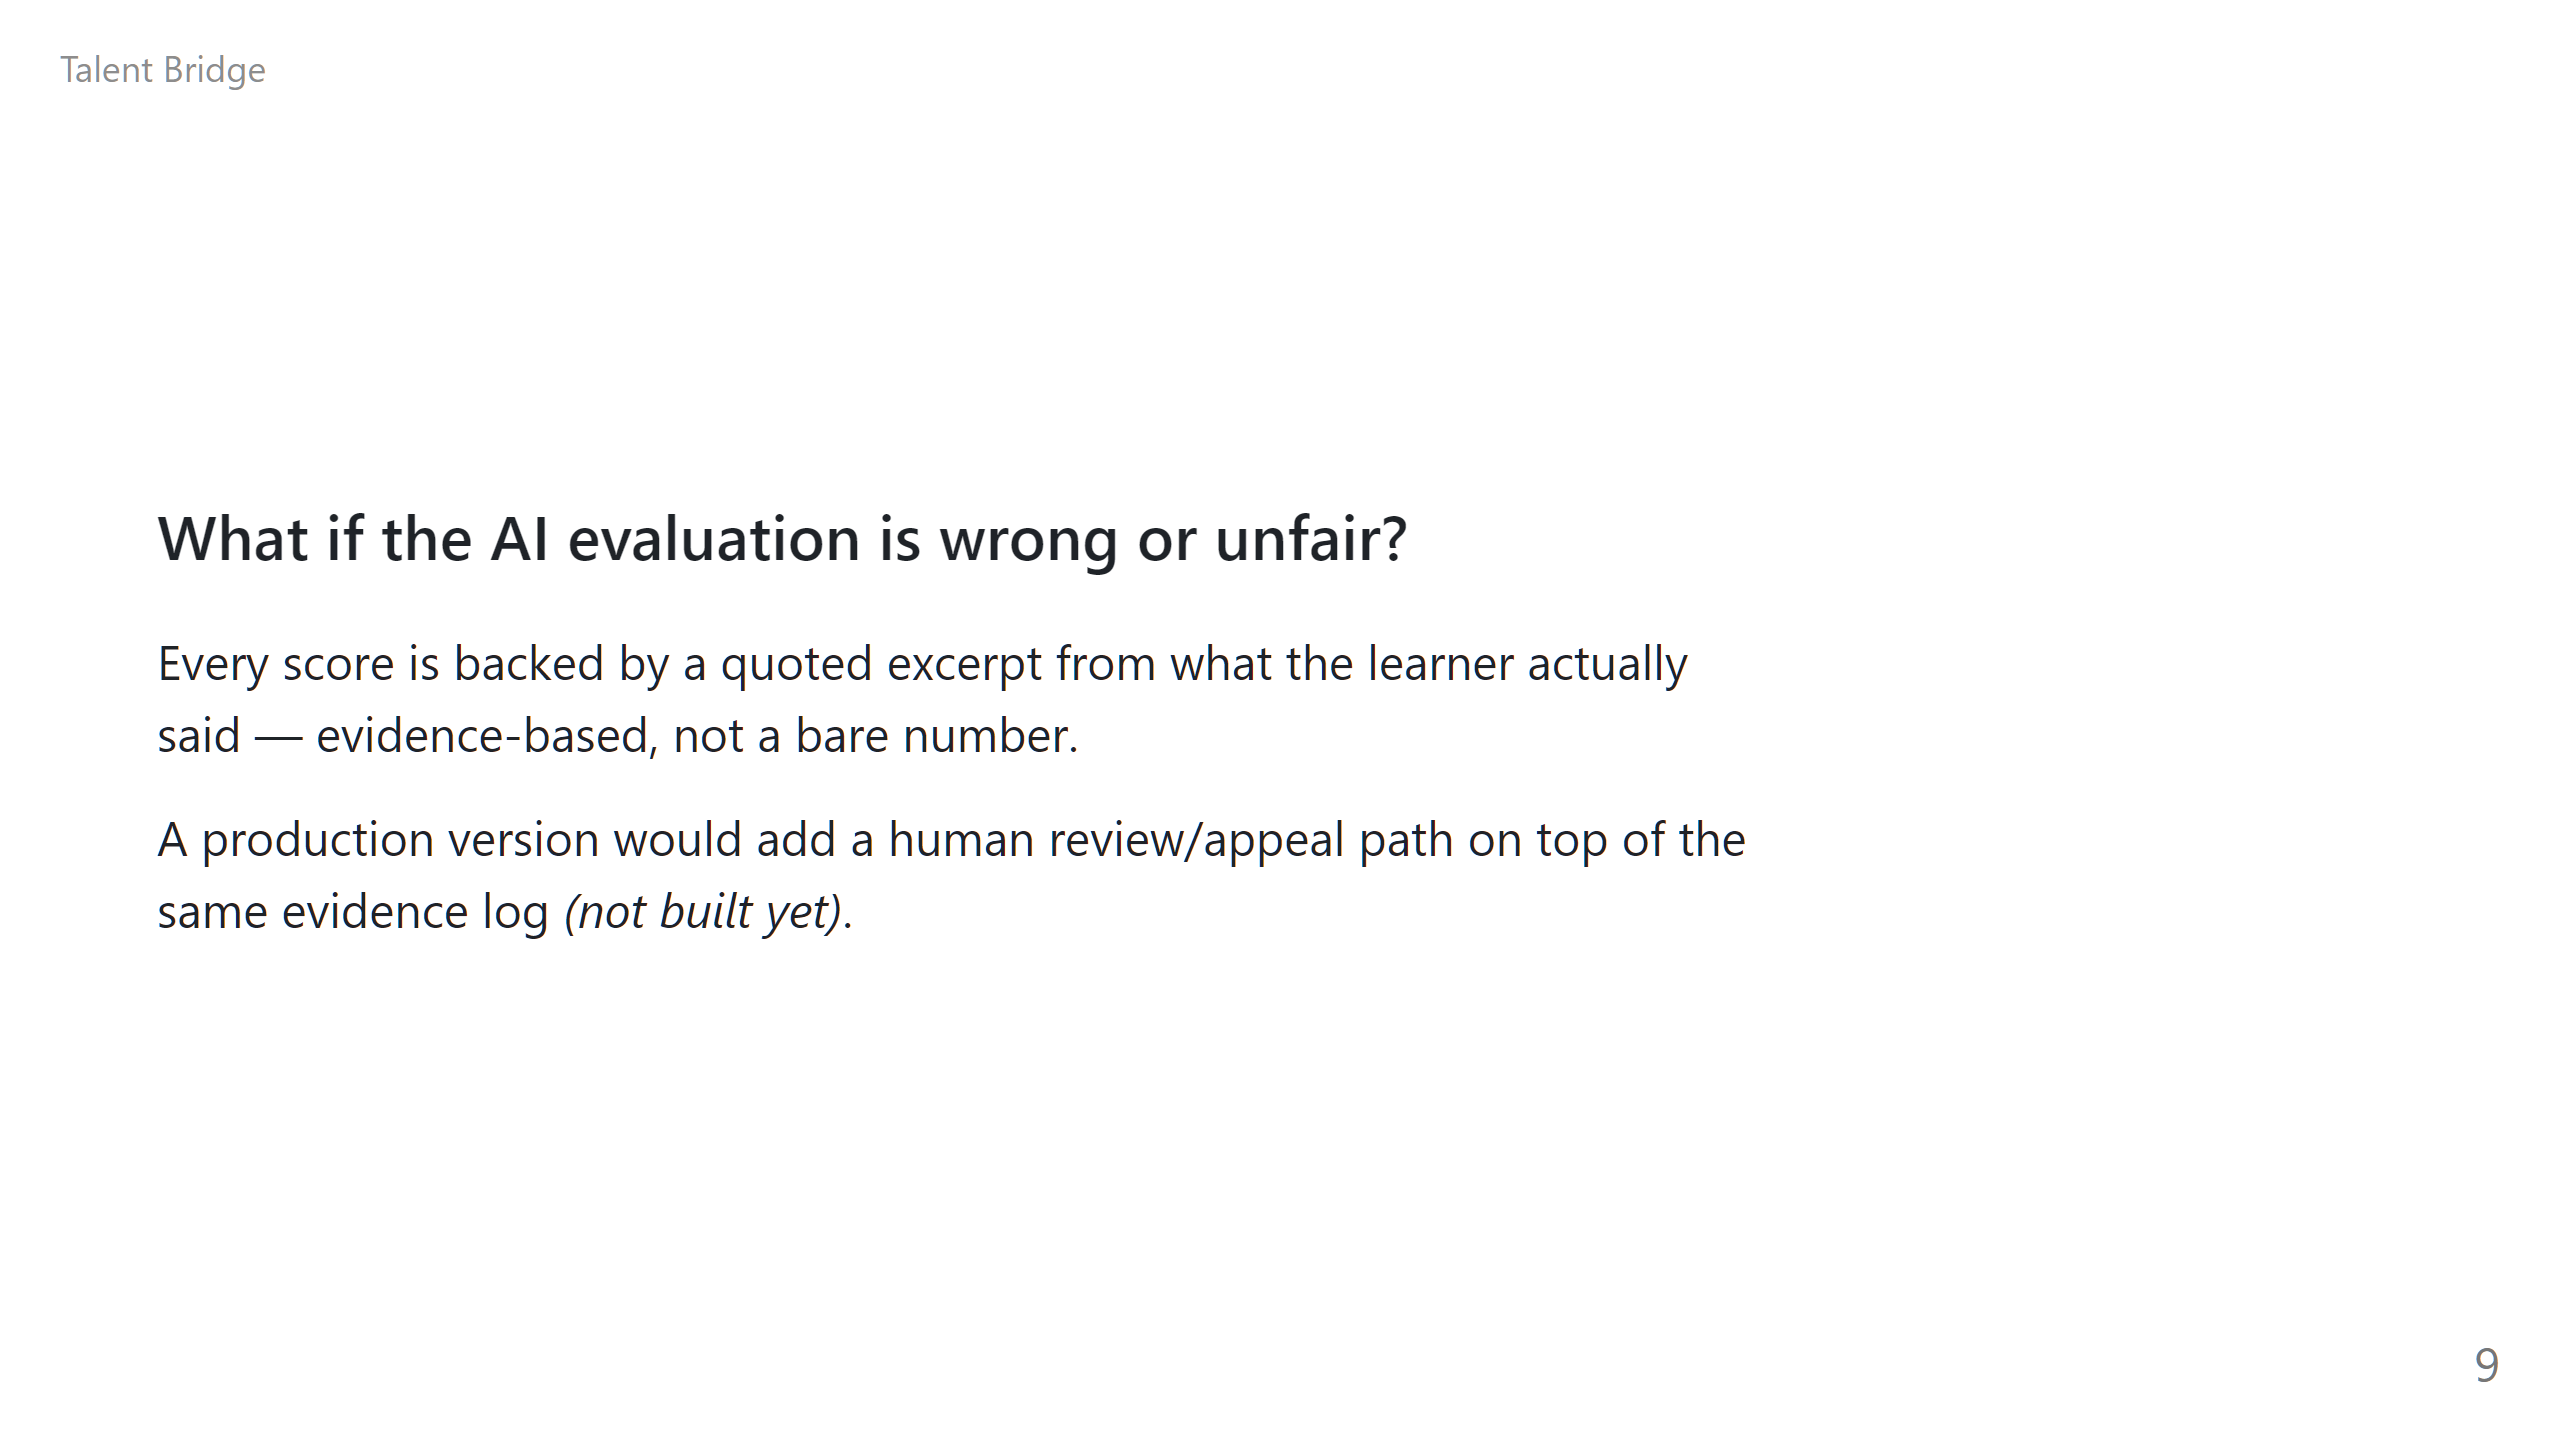 Talent Bridge
What if the AI evaluation is wrong or unfair?
Every score is backed by a quoted excerpt from what the learner actually
said — evidence-based, not a bare number.
A production version would add a human review/appeal path on top of the
same evidence log (not built yet).
9